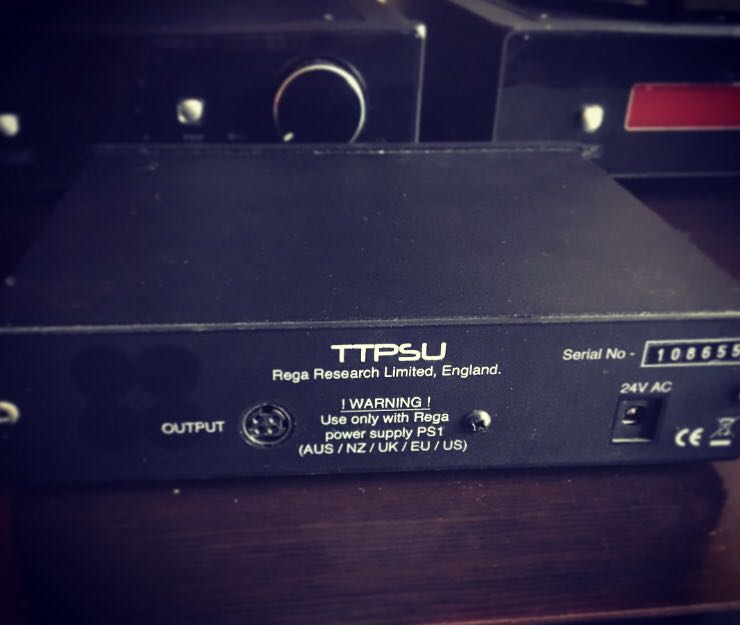 TTPSU
Rega Research Limited, England.
Serial No - 108655
! WARNING !
Use only with Rega
power supply PS1
(AUS / NZ / UK / EU / US)
OUTPUT
24V AC
CE